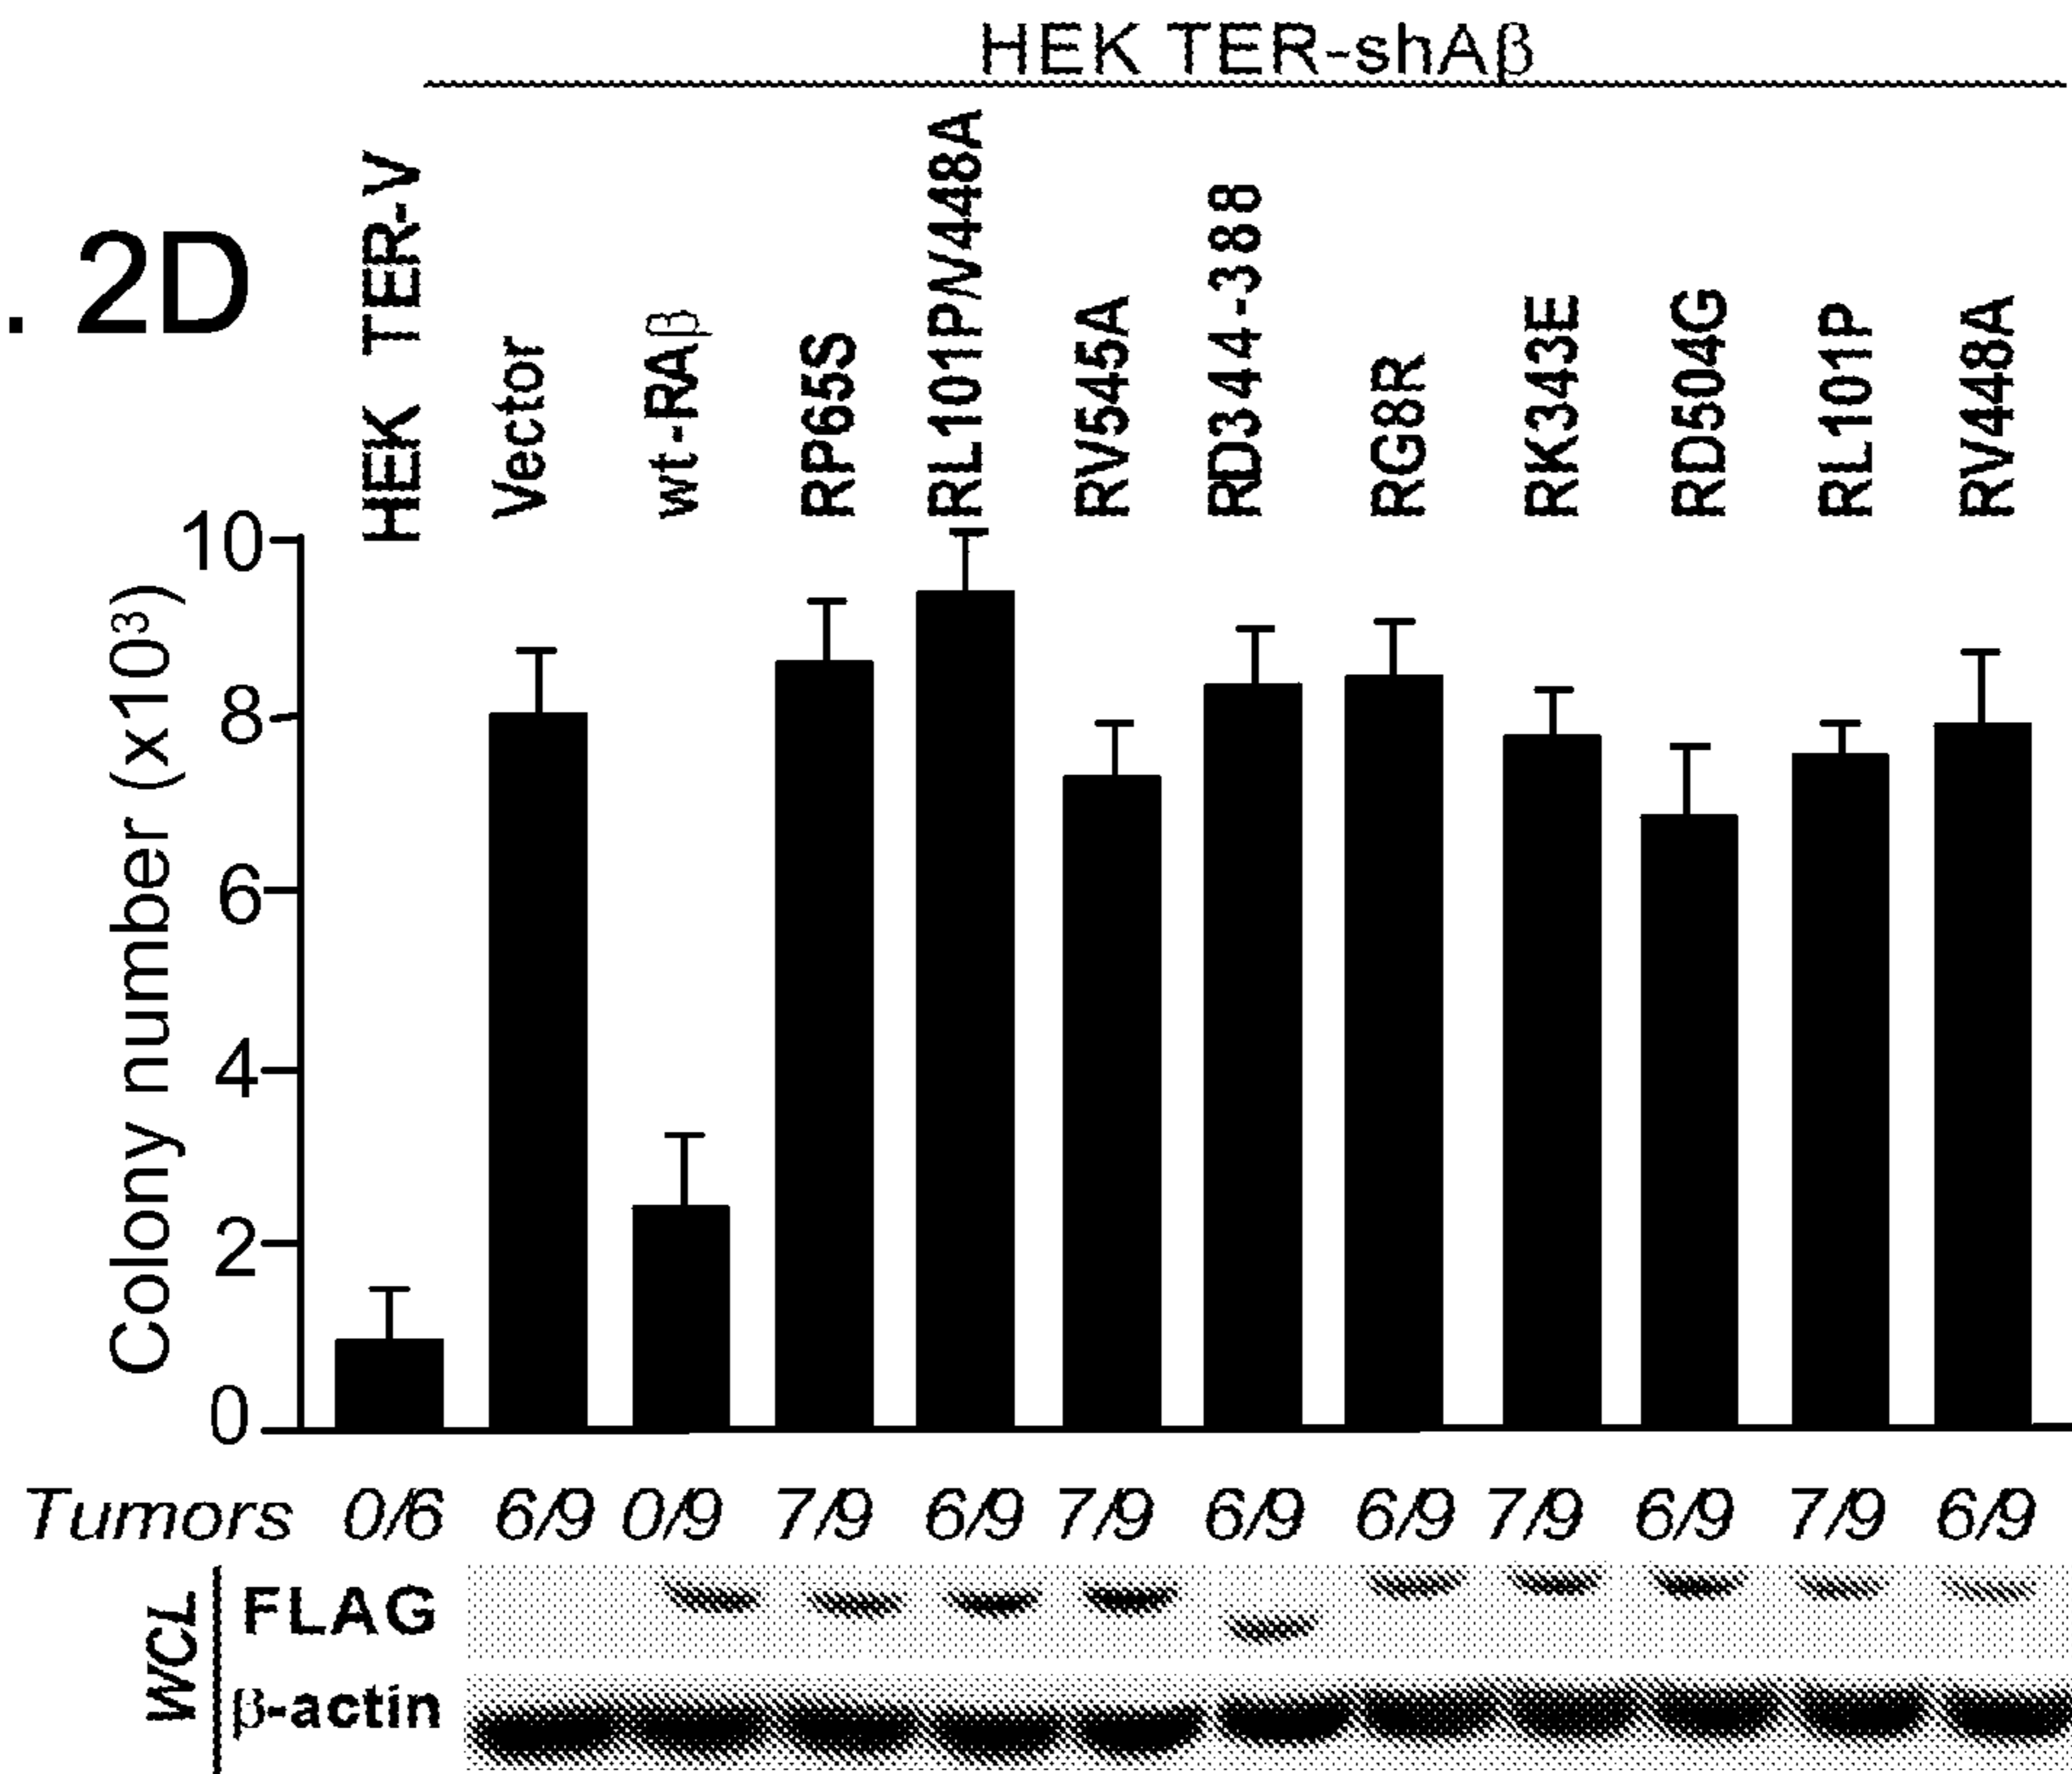 HEK TER-shAβ
. 2D
HEK TER-V
Vector
wt-RAβ
RP65S
RL101P/V448A
RV545A
RD344-388
RG8R
RK343E
RD504G
RL101P
RV448A
Colony number (x10³)
10
8
6
4
2
0
Tumors 0/6 6/9 0/9 7/9 6/9 7/9 6/9 6/9 7/9 6/9 7/9 6/9
WCL
FLAG
β-actin